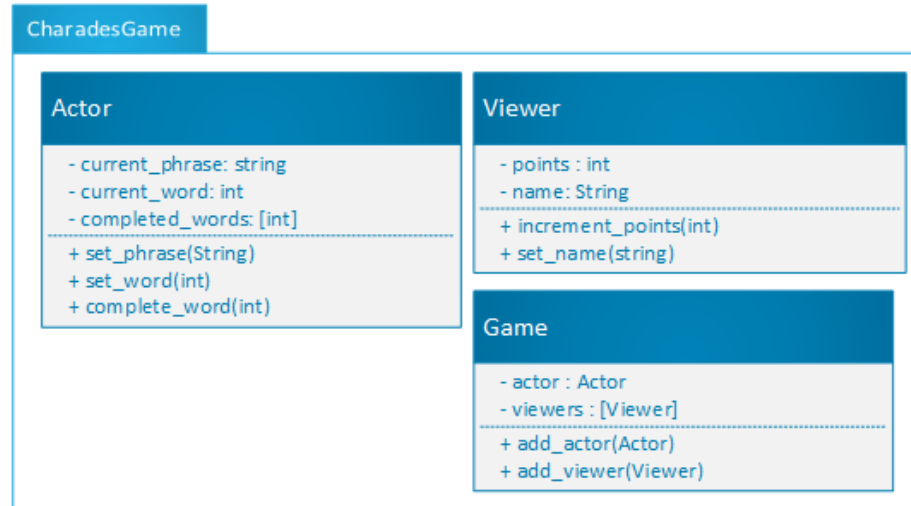 CharadesGame
Actor
- current_phrase: string
- current_word: int
- completed_words: [int]
+ set_phrase(String)
+ set_word(int)
+ complete_word(int)
Viewer
- points : int
- name: String
+ increment_points(int)
+ set_name(string)
Game
- actor : Actor
- viewers : [Viewer]
+ add_actor(Actor)
+ add_viewer(Viewer)